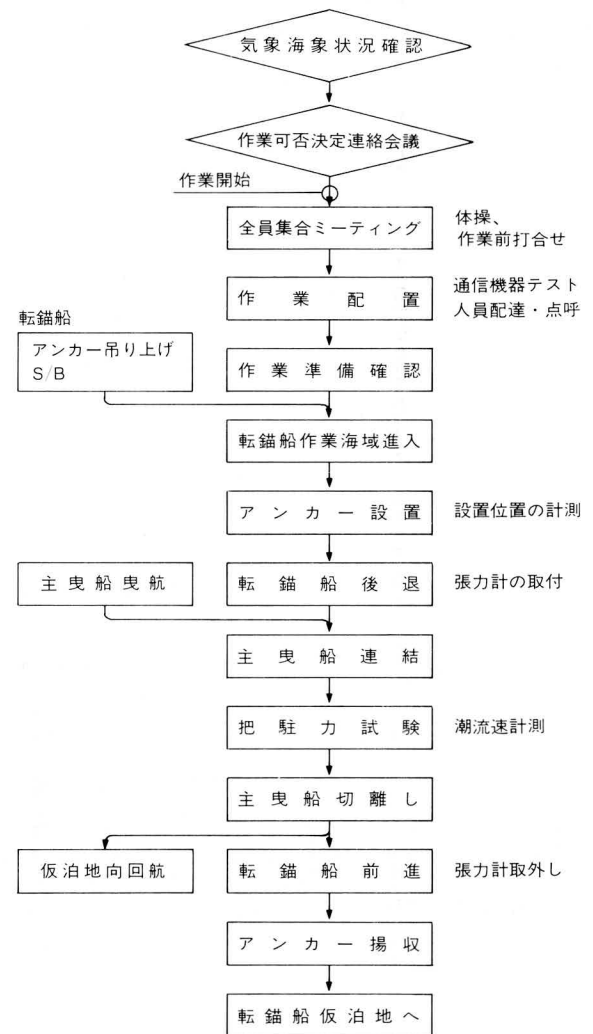 気象海象状況確認
作業可否決定連絡会議
作業開始
全員集合ミーティング
体操、
作業前打合せ
作業配置
通信機器テスト
人員配達・点呼
転錨船
アンカー吊り上げ
S/B
作業準備確認
転錨船作業海域進入
アンカー設置
設置位置の計測
主曳船曳航
転錨船後退
張力計の取付
主曳船連結
把駐力試験
潮流速計測
主曳船切離し
仮泊地向回航
転錨船前進
張力計取外し
アンカー揚収
転錨船仮泊地へ